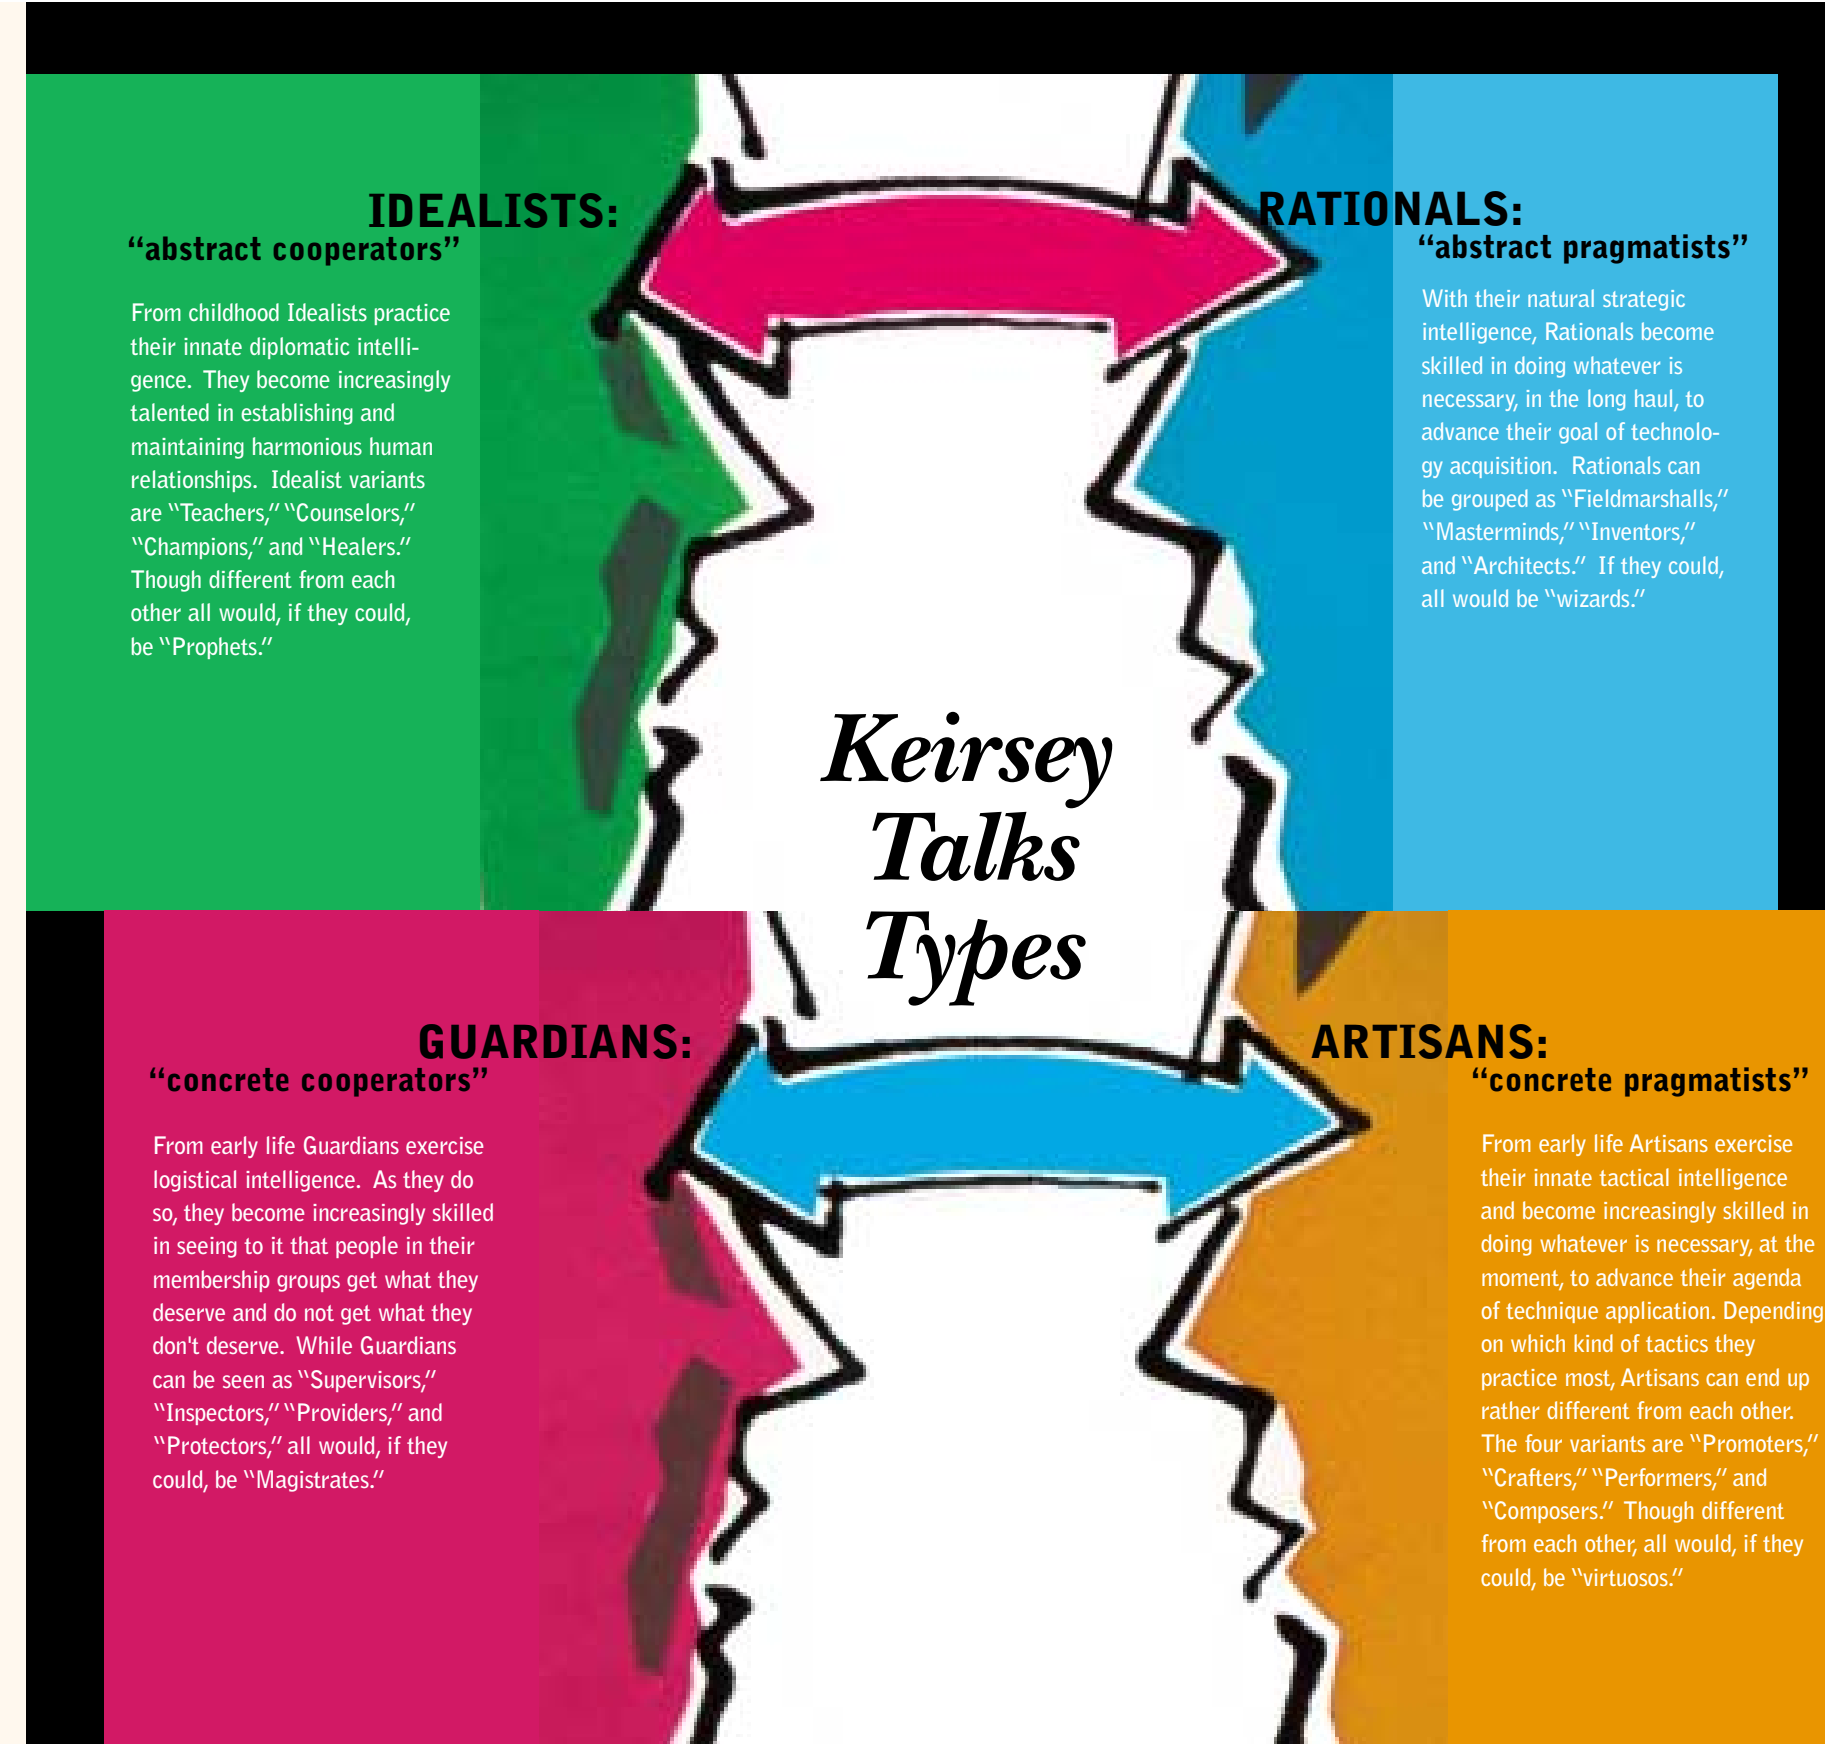 IDEALISTS:
“abstract cooperators”
From childhood Idealists practice
their innate diplomatic intelli-
gence.  They become increasingly
talented in establishing and
maintaining harmonious human
relationships.  Idealist variants
are “Teachers,” “Counselors,”
“Champions,” and “Healers.”
Though different from each
other all would, if they could,
be “Prophets.”
RATIONALS:
“abstract pragmatists”
With their natural strategic
intelligence, Rationals become
skilled in doing whatever is
necessary, in the long haul, to
advance their goal of technolo-
gy acquisition.  Rationals can
be grouped as “Fieldmarshalls,”
“Masterminds,” “Inventors,”
and “Architects.”  If they could,
all would be “wizards.”
Keirsey
Talks
Types
GUARDIANS:
“concrete cooperators”
From early life Guardians exercise
logistical intelligence.  As they do
so, they become increasingly skilled
in seeing to it that people in their
membership groups get what they
deserve and do not get what they
don't deserve.  While Guardians
can be seen as “Supervisors,”
“Inspectors,” “Providers,” and
“Protectors,” all would, if they
could, be “Magistrates.”
ARTISANS:
“concrete pragmatists”
From early life Artisans exercise
their innate tactical intelligence
and become increasingly skilled in
doing whatever is necessary, at the
moment, to advance their agenda
of technique application. Depending
on which kind of tactics they
practice most, Artisans can end up
rather different from each other.
The four variants are “Promoters,”
“Crafters,” “Performers,” and
“Composers.”  Though different
from each other, all would, if they
could, be “virtuosos.”